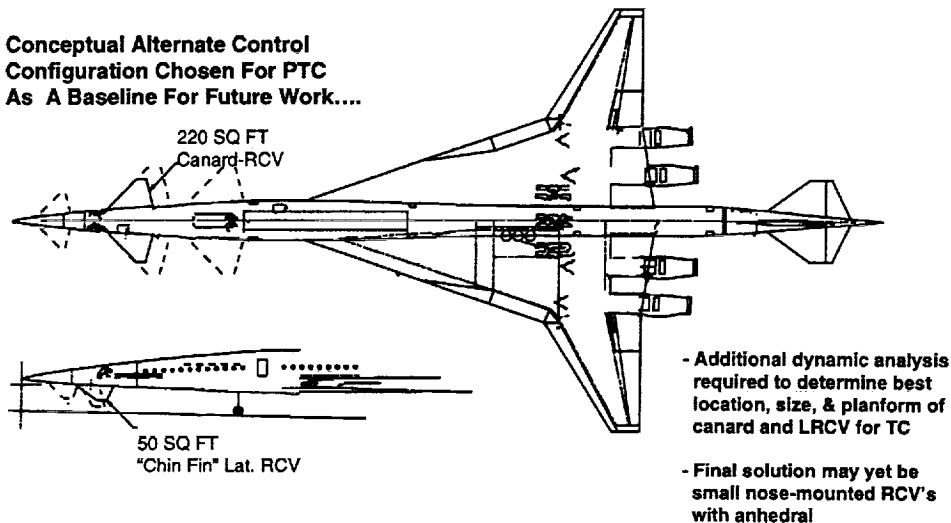 Conceptual Alternate Control
Configuration Chosen For PTC
As A Baseline For Future Work....
220 SQ FT
Canard-RCV
50 SQ FT
"Chin Fin" Lat. RCV
- Additional dynamic analysis
required to determine best
location, size, & planform of
canard and LRCV for TC
- Final solution may yet be
small nose-mounted RCV's
with anhedral